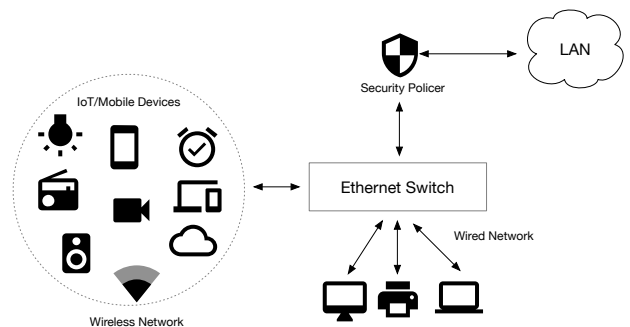 LAN
Security Policer
IoT/Mobile Devices
Ethernet Switch
Wired Network
Wireless Network